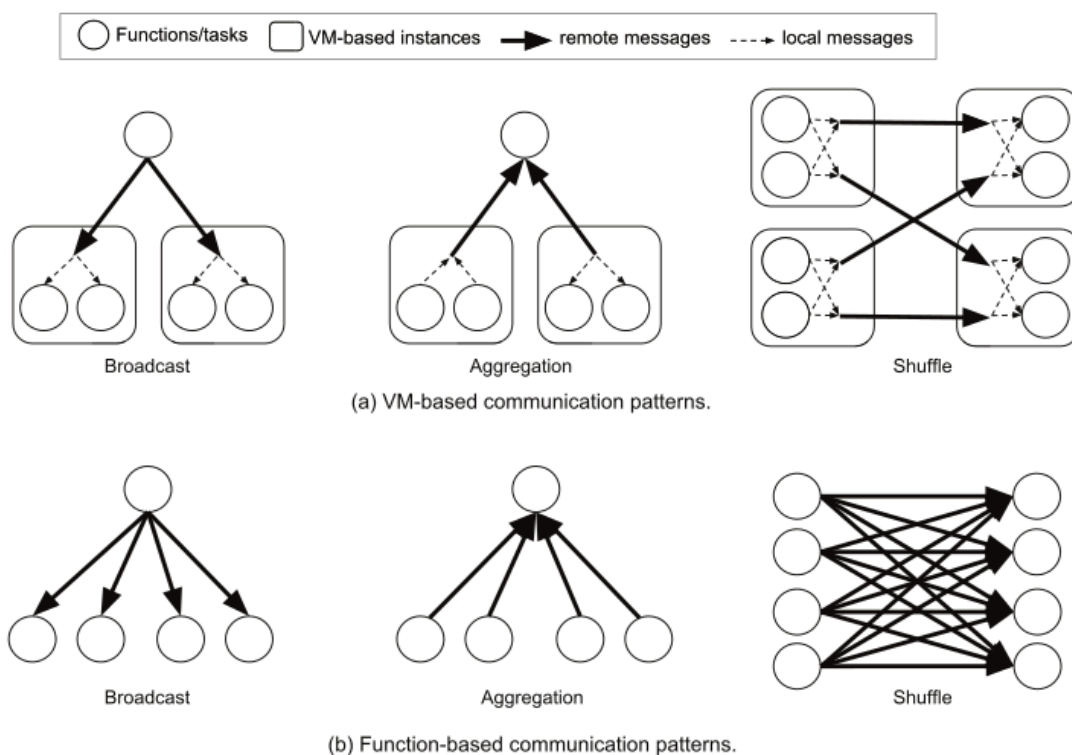 Functions/tasks VM-based instances remote messages local messages
Broadcast Aggregation Shuffle
(a) VM-based communication patterns.
Broadcast Aggregation Shuffle
(b) Function-based communication patterns.